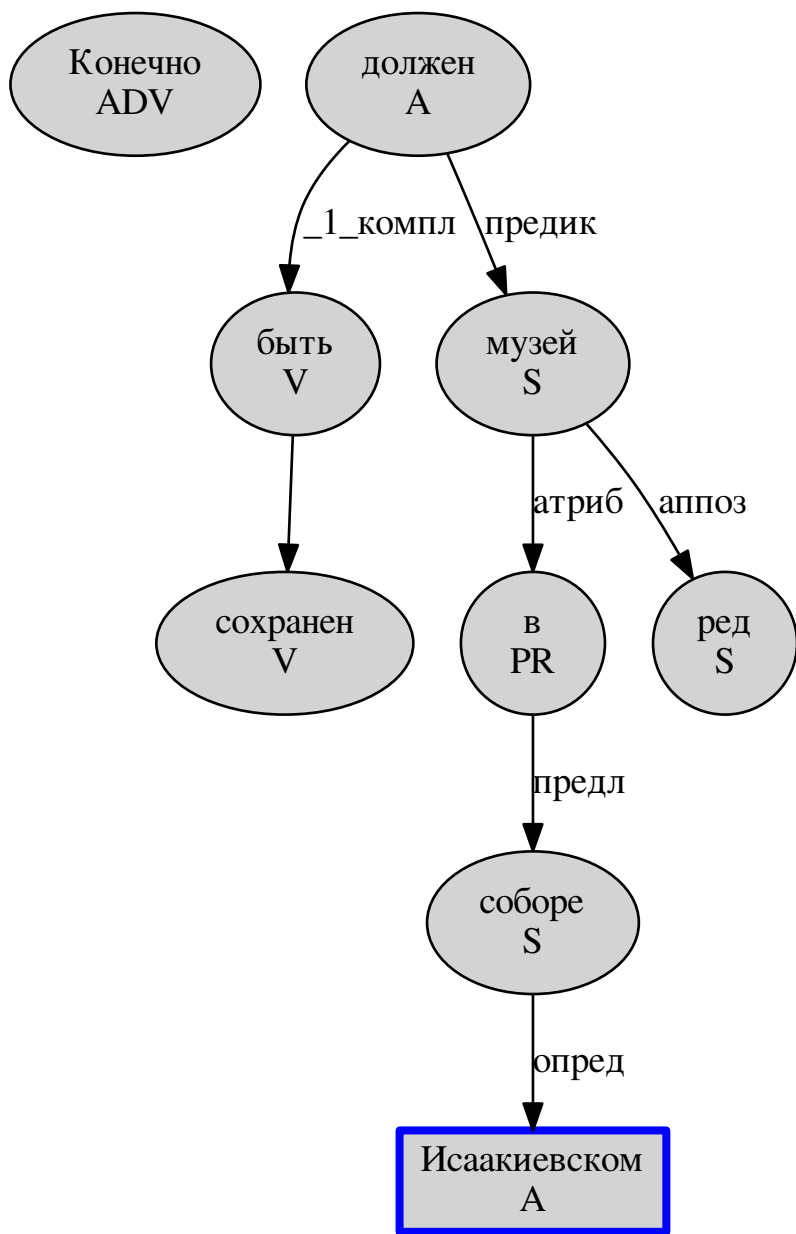 Конечно
ADV
должен
A
_1_компл
предик
быть
V
музей
S
атриб
аппоз
сохранен
V
в
PR
ред
S
предл
соборе
S
опред
Исаакиевском
A